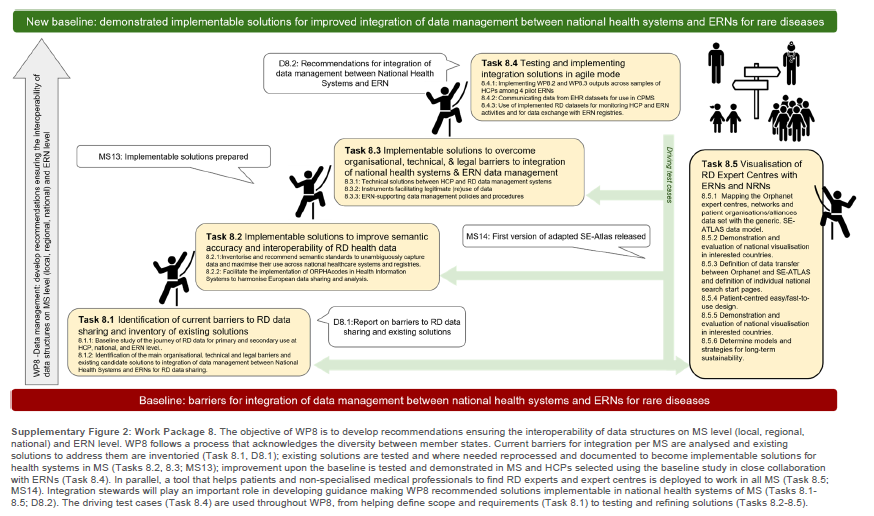 New baseline: demonstrated implementable solutions for improved integration of data management between national health systems and ERNs for rare diseases
WP8 -Data management: develop recommendations ensuring the interoperability of
data structures on MS level (local, regional, national) and ERN level
D8.2: Recommendations for integration of
data management between National Health
Systems and ERN
Task 8.4 Testing and implementing
integration solutions in agile mode
8.4.1: Implementing WP8.2 and WP8.3 outputs across samples of
HCPs among 4 pilot ERNs
8.4.2: Communicating data from EHR datasets for use in CPMS
8.4.3: Use of implemented RD datasets for monitoring HCP and ERN
activities and for data exchange with ERN registries.
MS13: Implementable solutions prepared
Task 8.3 Implementable solutions to overcome
organisational, technical, & legal barriers to integration
of national health systems & ERN data management
8.3.1: Technical solutions between HCP and RD data management systems
8.3.2: Instruments facilitating legitimate (re)use of data
8.3.3: ERN-supporting data management policies and procedures
Driving test cases
Task 8.5 Visualisation of
RD Expert Centres with
ERNs and NRNs
8.5.1 Mapping the Orphanet
expert centres, networks and
patient organisations/alliances
data set with the generic. SE-
ATLAS data model.
8.5.2 Demonstration and
evaluation of national visualisation
in interested countries.
8.5.3 Definition of data transfer
between Orphanet and SE-ATLAS
and definition of individual national
search start pages.
8.5.4 Patient-centred easy/fast-to-
use design.
8.5.5 Demonstration and
evaluation of national visualisation
in interested countries.
8.5.6 Determine models and
strategies for long-term
sustainability.
Task 8.2 Implementable solutions to improve semantic
accuracy and interoperability of RD health data
8.2.1:Inventorise and recommend semantic standards to unambiguously capture
data and maximise their use across national healthcare systems and registries.
8.2.2: Facilitate the implementation of ORPHAcodes in Health Information
Systems to harmonise European data sharing and analysis.
MS14: First version of adapted SE-Atlas released
Task 8.1 Identification of current barriers to RD data
sharing and inventory of existing solutions
8.1.1: Baseline study of the journey of RD data for primary and secondary use at
HCP, national, and ERN level..
8.1.2: Identification of the main organisational, technical and legal barriers and
existing candidate solutions to integration of data management between National
Health Systems and ERNs for RD data sharing.
D8.1:Report on barriers to RD data
sharing and existing solutions
Baseline: barriers for integration of data management between national health systems and ERNs for rare diseases
Supplementary Figure 2: Work Package 8. The objective of WP8 is to develop recommendations ensuring the interoperability of data structures on MS level (local, regional,
national) and ERN level. WP8 follows a process that acknowledges the diversity between member states. Current barriers for integration per MS are analysed and existing
solutions to address them are inventoried (Task 8.1, D8.1); existing solutions are tested and where needed reprocessed and documented to become implementable solutions for
health systems in MS (Tasks 8.2, 8.3; MS13); improvement upon the baseline is tested and demonstrated in MS and HCPs selected using the baseline study in close collaboration
with ERNs (Task 8.4). In parallel, a tool that helps patients and non-specialised medical professionals to find RD experts and expert centres is deployed to work in all MS (Task 8.5;
MS14). Integration stewards will play an important role in developing guidance making WP8 recommended solutions implementable in national health systems of MS (Tasks 8.1-
8.5; D8.2). The driving test cases (Task 8.4) are used throughout WP8, from helping define scope and requirements (Task 8.1) to testing and refining solutions (Tasks 8.2-8.5).